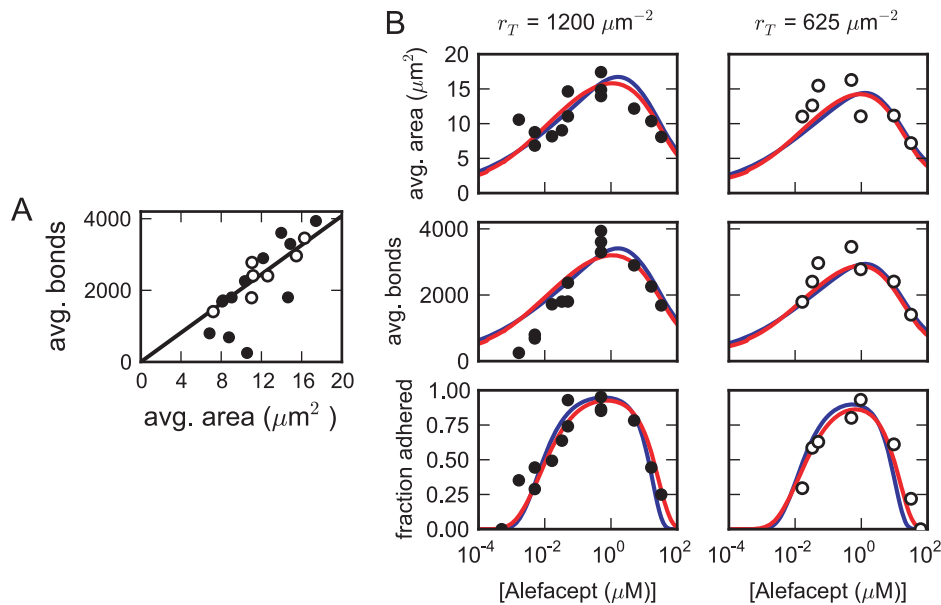 A
avg. bonds
4000
2000
0
0 4 8 12 16 20
avg. area (μm²)
B
r_T = 1200 μm⁻²
r_T = 625 μm⁻²
avg. area (μm²)
20
15
10
5
0
avg. bonds
4000
2000
0
fraction adhered
1.00
0.75
0.50
0.25
0.00
10⁻⁴ 10⁻² 10⁰ 10²
[Alefacept (μM)]
10⁻⁴ 10⁻² 10⁰ 10²
[Alefacept (μM)]